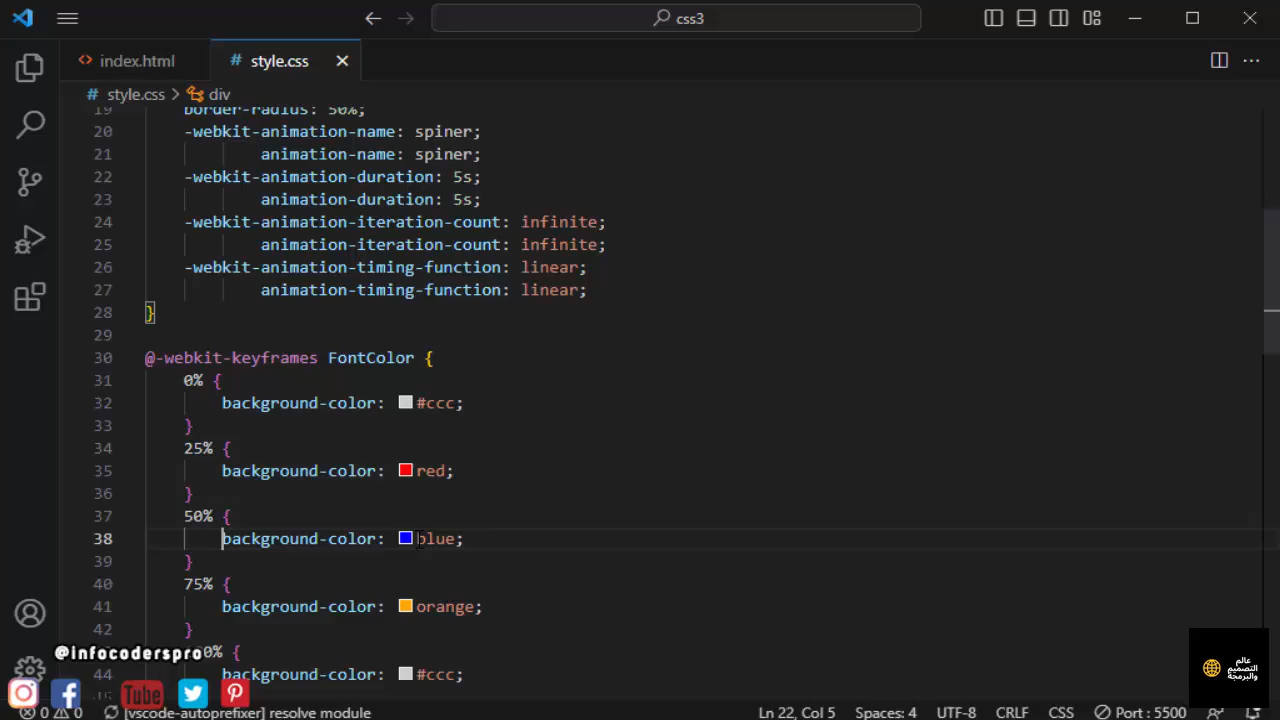 css3
index.html
# style.css
# style.css > div
19 border-radius: 50%;
20 -webkit-animation-name: spiner;
21 animation-name: spiner;
22 -webkit-animation-duration: 5s;
23 animation-duration: 5s;
24 -webkit-animation-iteration-count: infinite;
25 animation-iteration-count: infinite;
26 -webkit-animation-timing-function: linear;
27 animation-timing-function: linear;
28 }
29
30 @-webkit-keyframes FontColor {
31 0% {
32 background-color: #ccc;
33 }
34 25% {
35 background-color: red;
36 }
37 50% {
38 background-color: blue;
39 }
40 75% {
41 background-color: orange;
42 }
@infocoderspro
44 background-color: #ccc;
Tube
عالم
التصميم
والبرمجة
0 0 [vscode-autoprefixer] resolve module Ln 22, Col 5 Spaces: 4 UTF-8 CRLF CSS Port : 5500